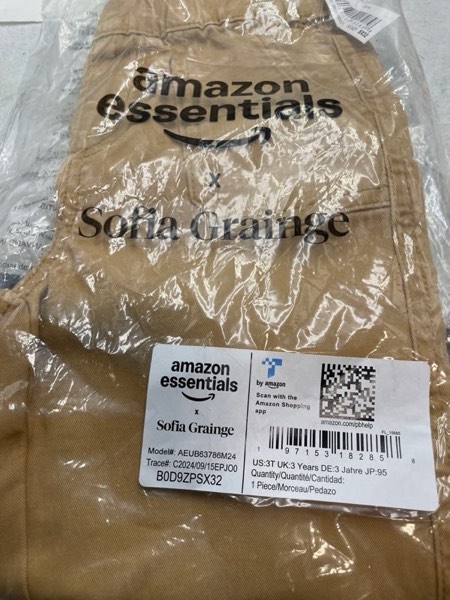 amazon
essentials
x
Sofia Grainge
amazon
essentials
x
Sofia Grainge
Model#: AEUB63786M24
Trace#: C2024/09/15EPJ00
B0D9ZPSX32
by amazon
Scan with the
Amazon Shopping
app
amazon.com/pbhelp
1 97153 18285 8
US:3T UK:3 Years DE:3 Jahre JP:95
Quantity/Quantité/Cantidad:
1 Piece/Morceau/Pedazo